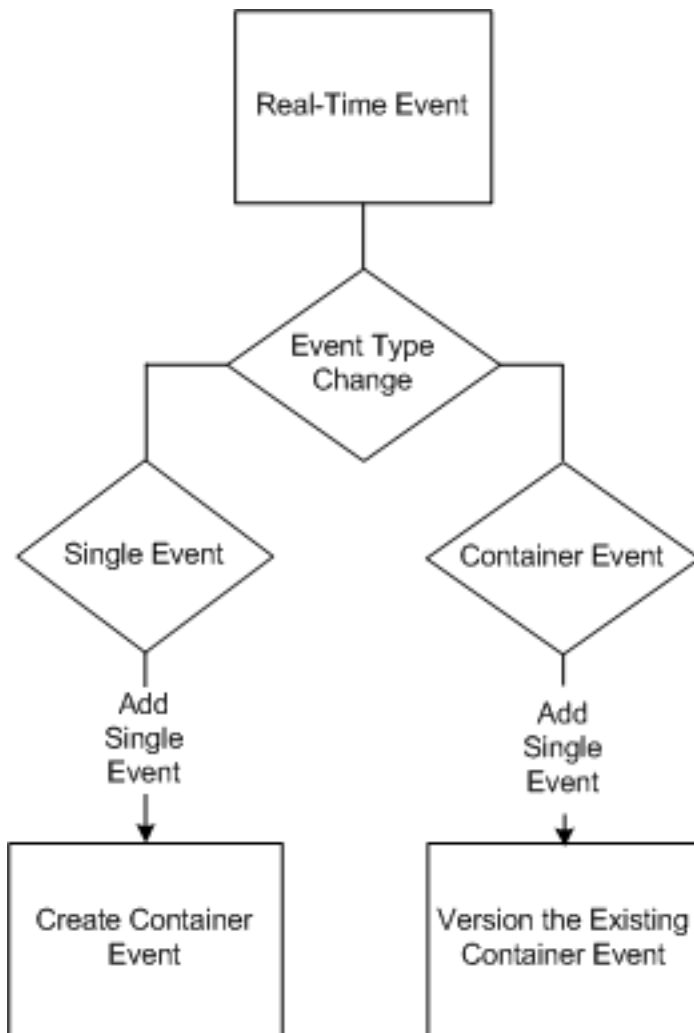 Real-Time Event
Event Type
Change
Single Event
Container Event
Add
Single
Event
Add
Single
Event
Create Container
Event
Version the Existing
Container Event